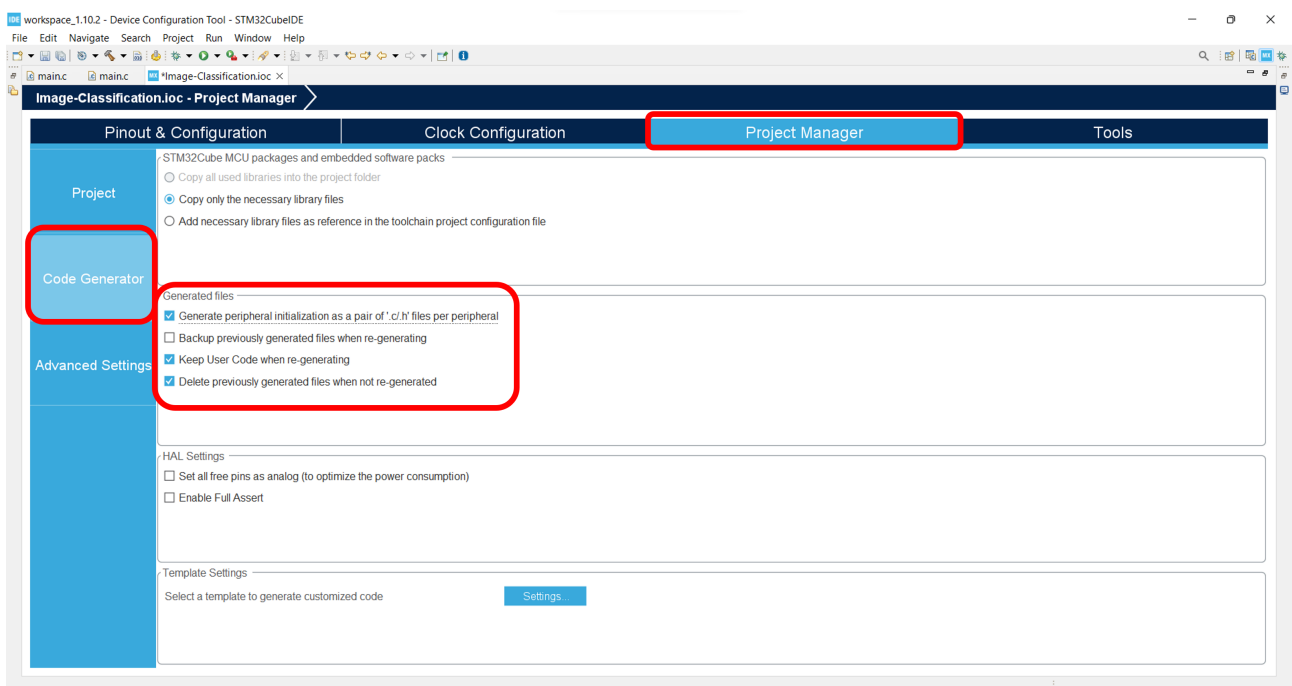 IDE workspace_1.10.2 - Device Configuration Tool - STM32CubeIDE
File Edit Navigate Search Project Run Window Help
main.c main.c MX *Image-Classification.ioc
Image-Classification.ioc - Project Manager
Pinout & Configuration Clock Configuration Project Manager Tools
Project
Code Generator
Advanced Settings
STM32Cube MCU packages and embedded software packs
Copy all used libraries into the project folder
Copy only the necessary library files
Add necessary library files as reference in the toolchain project configuration file
Generated files
Generate peripheral initialization as a pair of '.c/.h' files per peripheral
Backup previously generated files when re-generating
Keep User Code when re-generating
Delete previously generated files when not re-generated
HAL Settings
Set all free pins as analog (to optimize the power consumption)
Enable Full Assert
Template Settings
Select a template to generate customized code Settings...